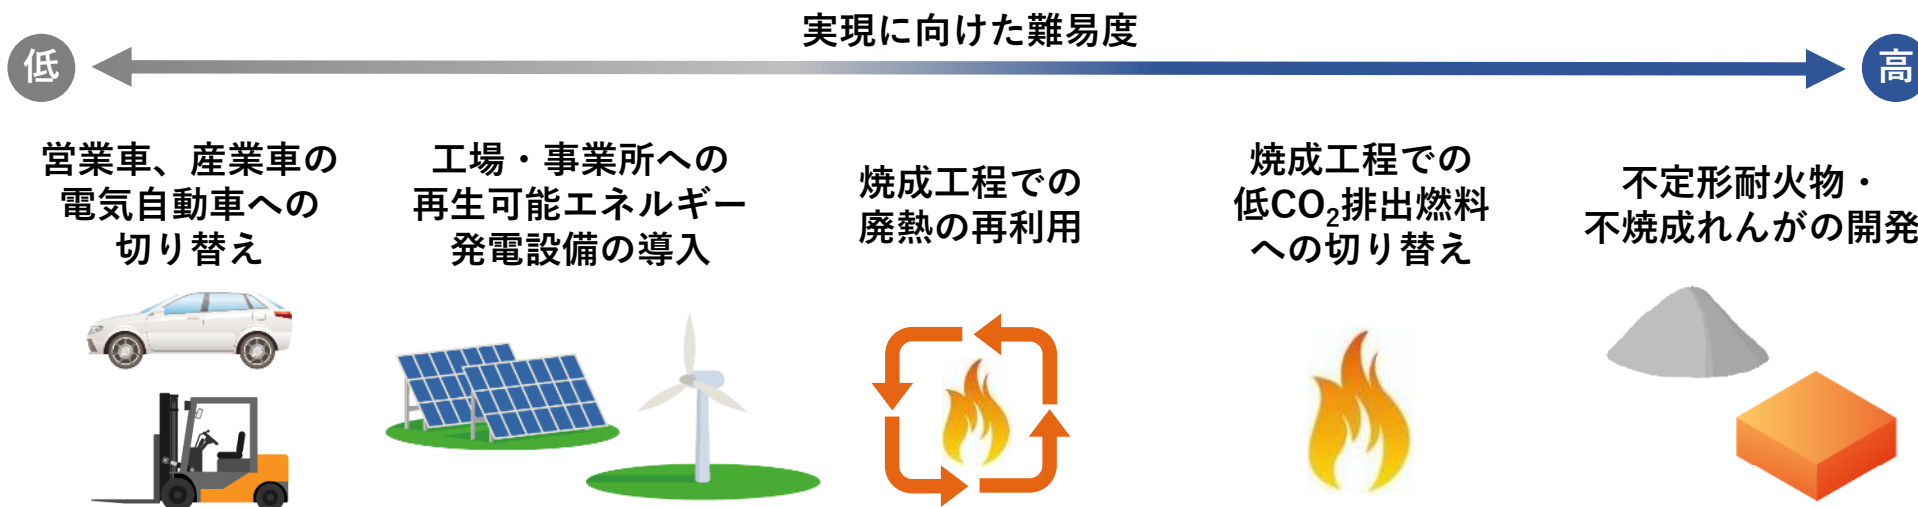 実現に向けた難易度
低
高
営業車、産業車の
電気自動車への
切り替え
工場・事業所への
再生可能エネルギー
発電設備の導入
焼成工程での
廃熱の再利用
焼成工程での
低CO₂排出燃料
への切り替え
不定形耐火物・
不焼成れんがの開発